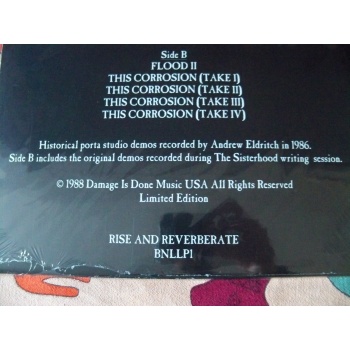 Side B
FLOOD II
THIS CORROSION (TAKE I)
THIS CORROSION (TAKE II)
THIS CORROSION (TAKE III)
THIS CORROSION (TAKE IV)
Historical porta studio demos recorded by Andrew Eldritch in 1986.
Side B includes the original demos recorded during The Sisterhood writing session.
© 1988 Damage Is Done Music USA All Rights Reserved
Limited Edition
RISE AND REVERBERATE
BNLLP1